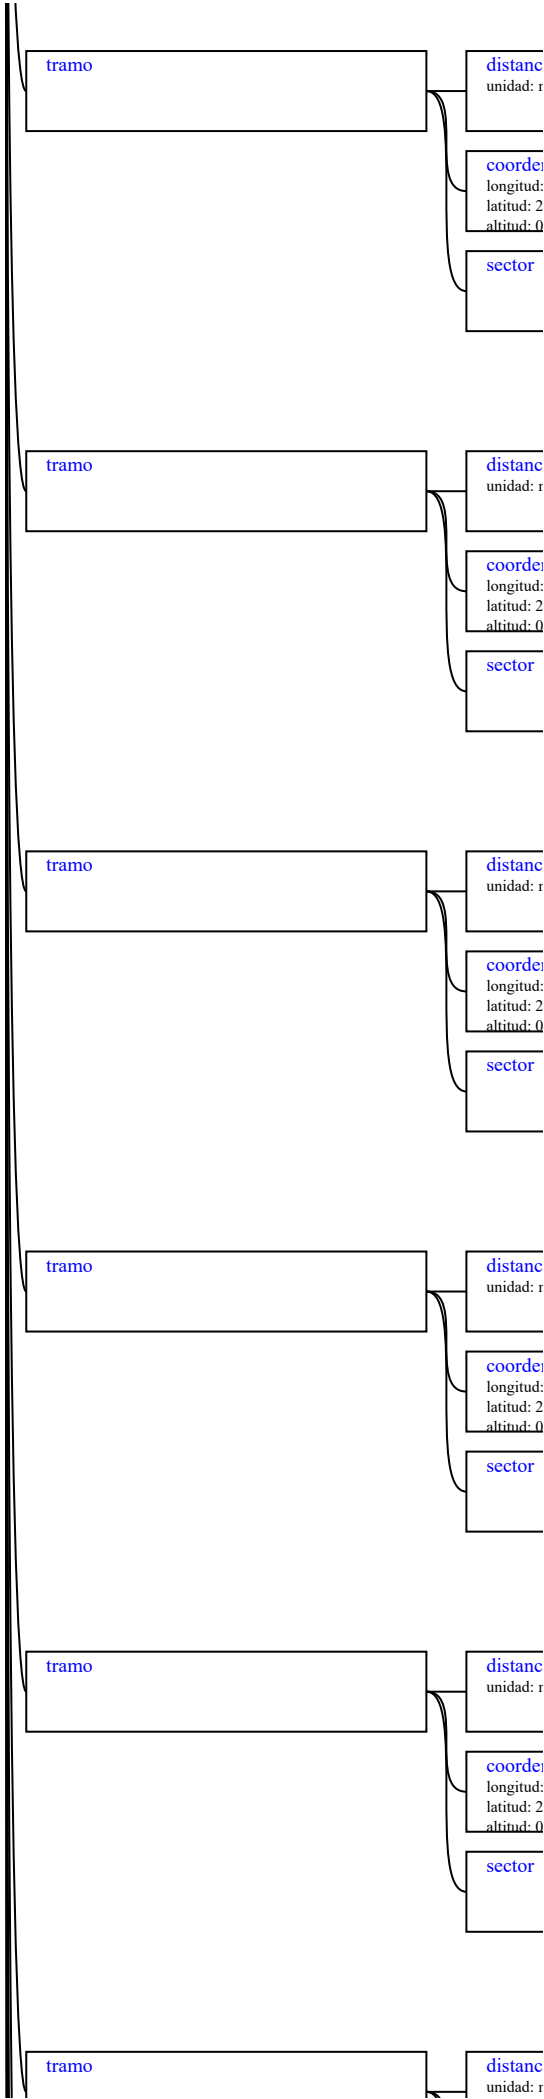 tramo
distanc
unidad:
coorde
longitud:
latitud: 2
altitud: 0
sector
tramo
distanc
unidad:
coorde
longitud:
latitud: 2
altitud: 0
sector
tramo
distanc
unidad:
coorde
longitud:
latitud: 2
altitud: 0
sector
tramo
distanc
unidad:
coorde
longitud:
latitud: 2
altitud: 0
sector
tramo
distanc
unidad:
coorde
longitud:
latitud: 2
altitud: 0
sector
tramo
distanc
unidad: